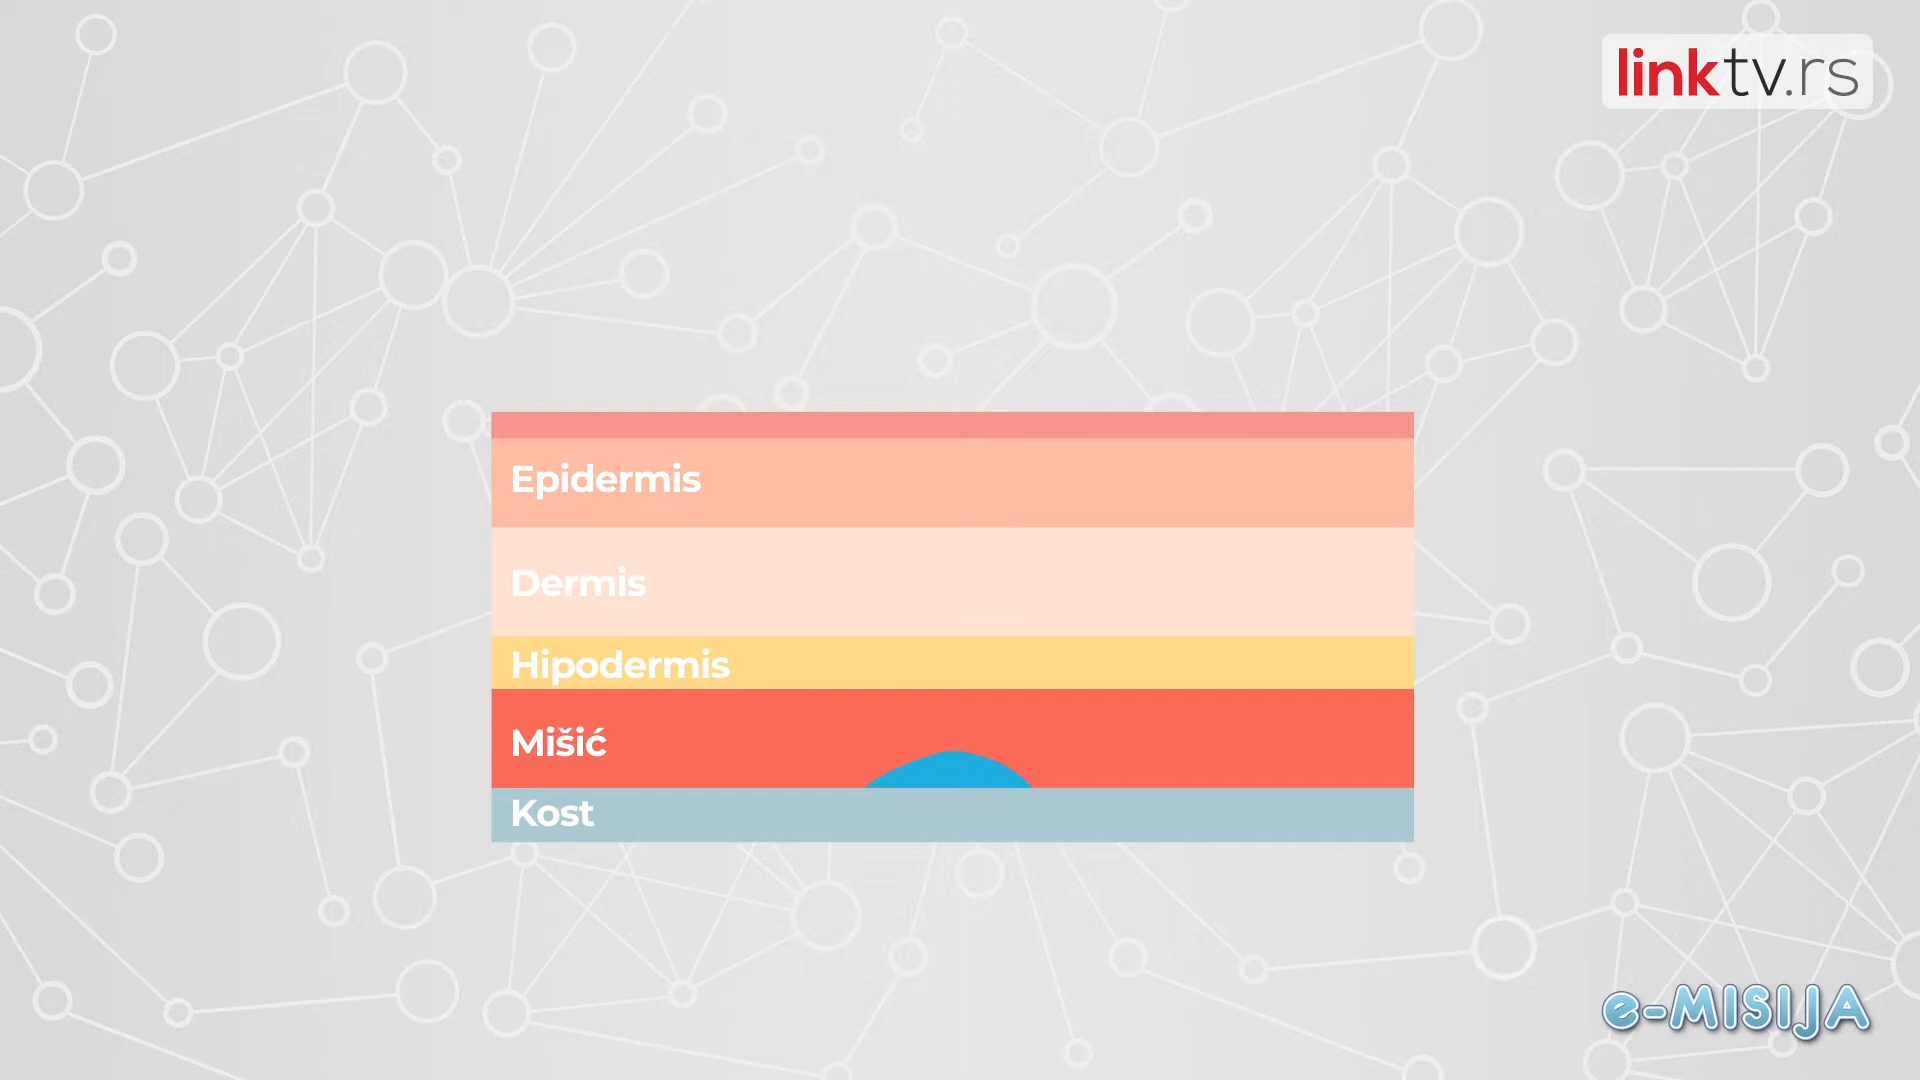 linktv.rs
Epidermis
Dermis
Hipodermis
Mišić
Kost
e-MISIJA